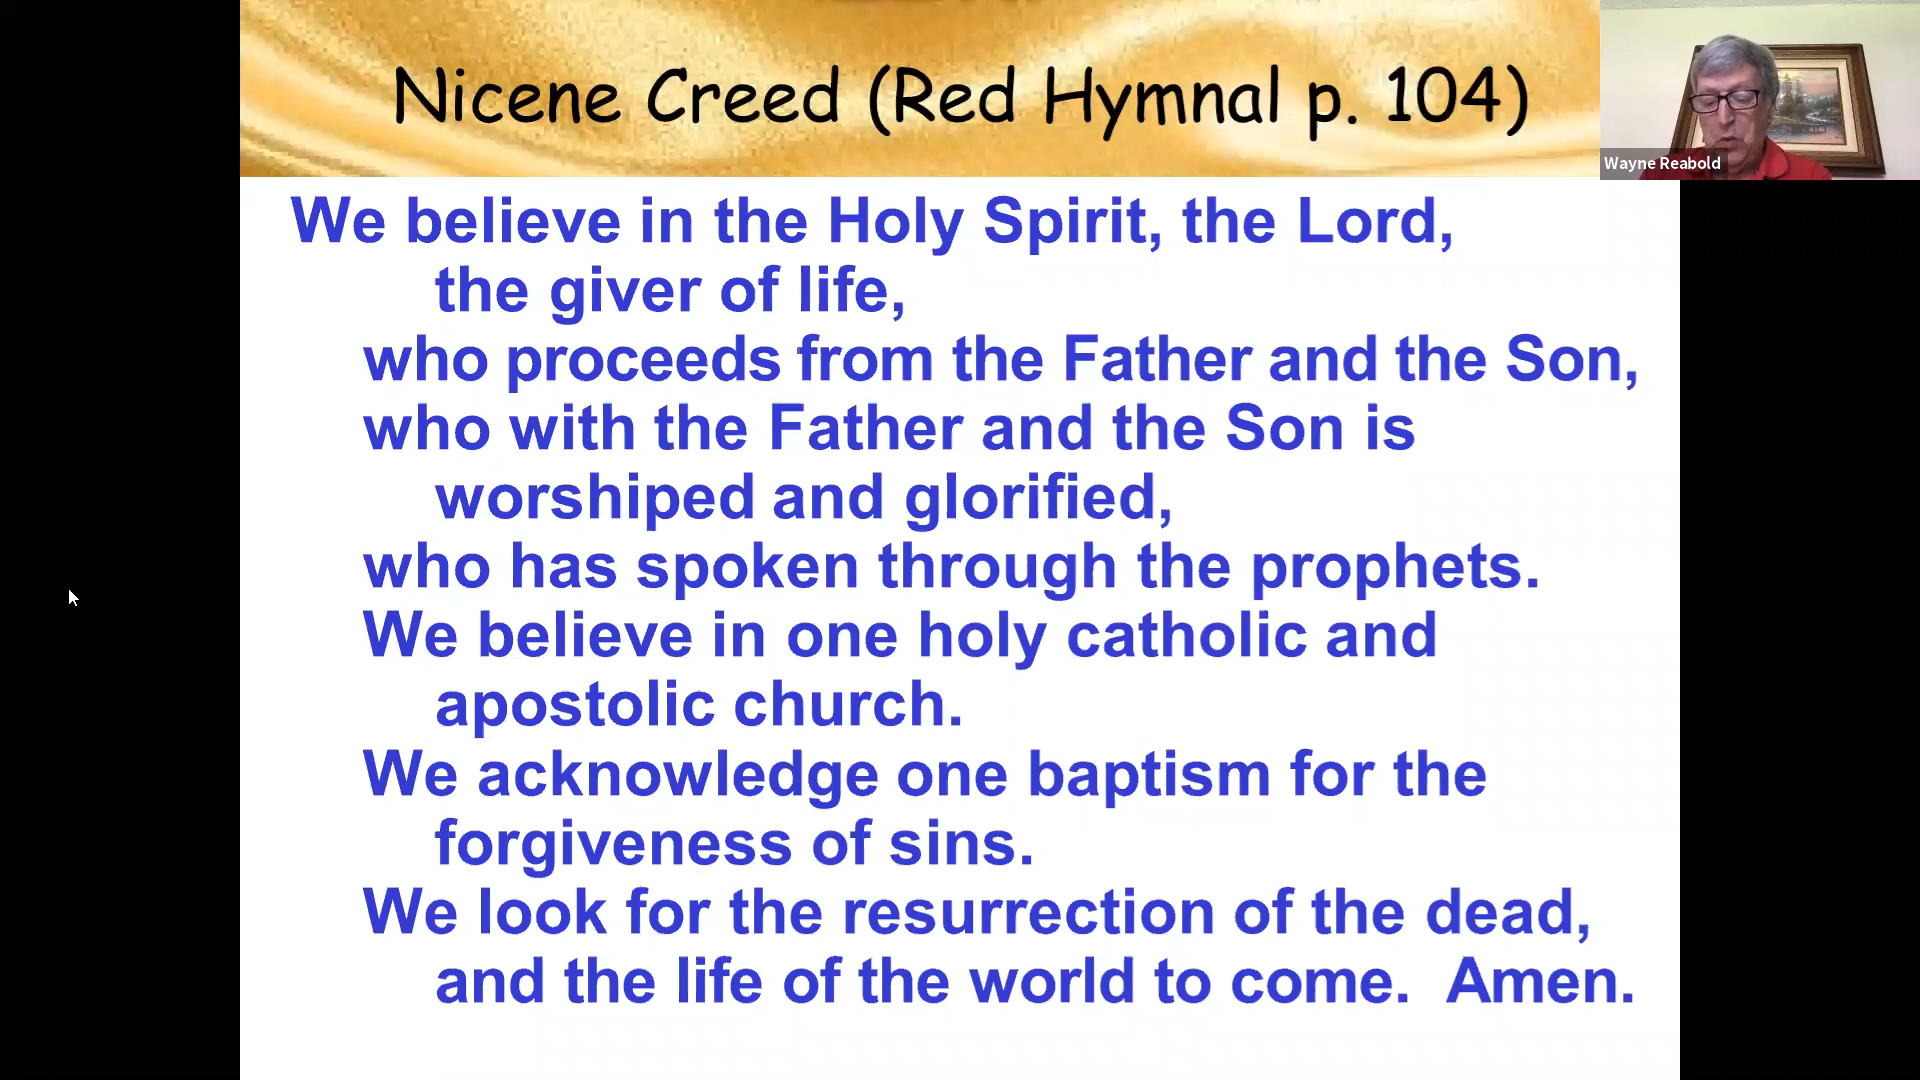 Nicene Creed (Red Hymnal p. 104)
Wayne Reabold
We believe in the Holy Spirit, the Lord,
the giver of life,
who proceeds from the Father and the Son,
who with the Father and the Son is
worshiped and glorified,
who has spoken through the prophets.
We believe in one holy catholic and
apostolic church.
We acknowledge one baptism for the
forgiveness of sins.
We look for the resurrection of the dead,
and the life of the world to come.  Amen.